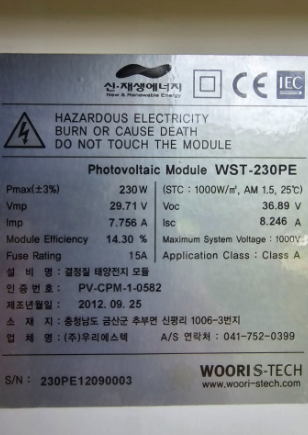 신·재생에너지
New & Renewable Energy
CE IEC
HAZARDOUS ELECTRICITY
BURN OR CAUSE DEATH
DO NOT TOUCH THE MODULE
Photovoltaic Module WST-230PE
Pmax(±3%) 230 W (STC : 1000W/㎡, AM 1.5, 25℃)
Vmp 29.71 V Voc 36.89 V
Imp 7.756 A Isc 8.246 A
Module Efficiency 14.30 % Maximum System Voltage : 1000V
Fuse Rating 15A Application Class : Class A
설 비 명 : 결정질 태양전지 모듈
인 증 번 호 : PV-CPM-1-0582
제조년월일 : 2012. 09. 25
소 재 지 : 충청남도 금산군 추부면 신평리 1006-3번지
업 체 명 : (주)우리에스텍 A/S 연락처 : 041-752-0399
WOORI S-TECH
S/N : 230PE12090003 www.woori-stech.com